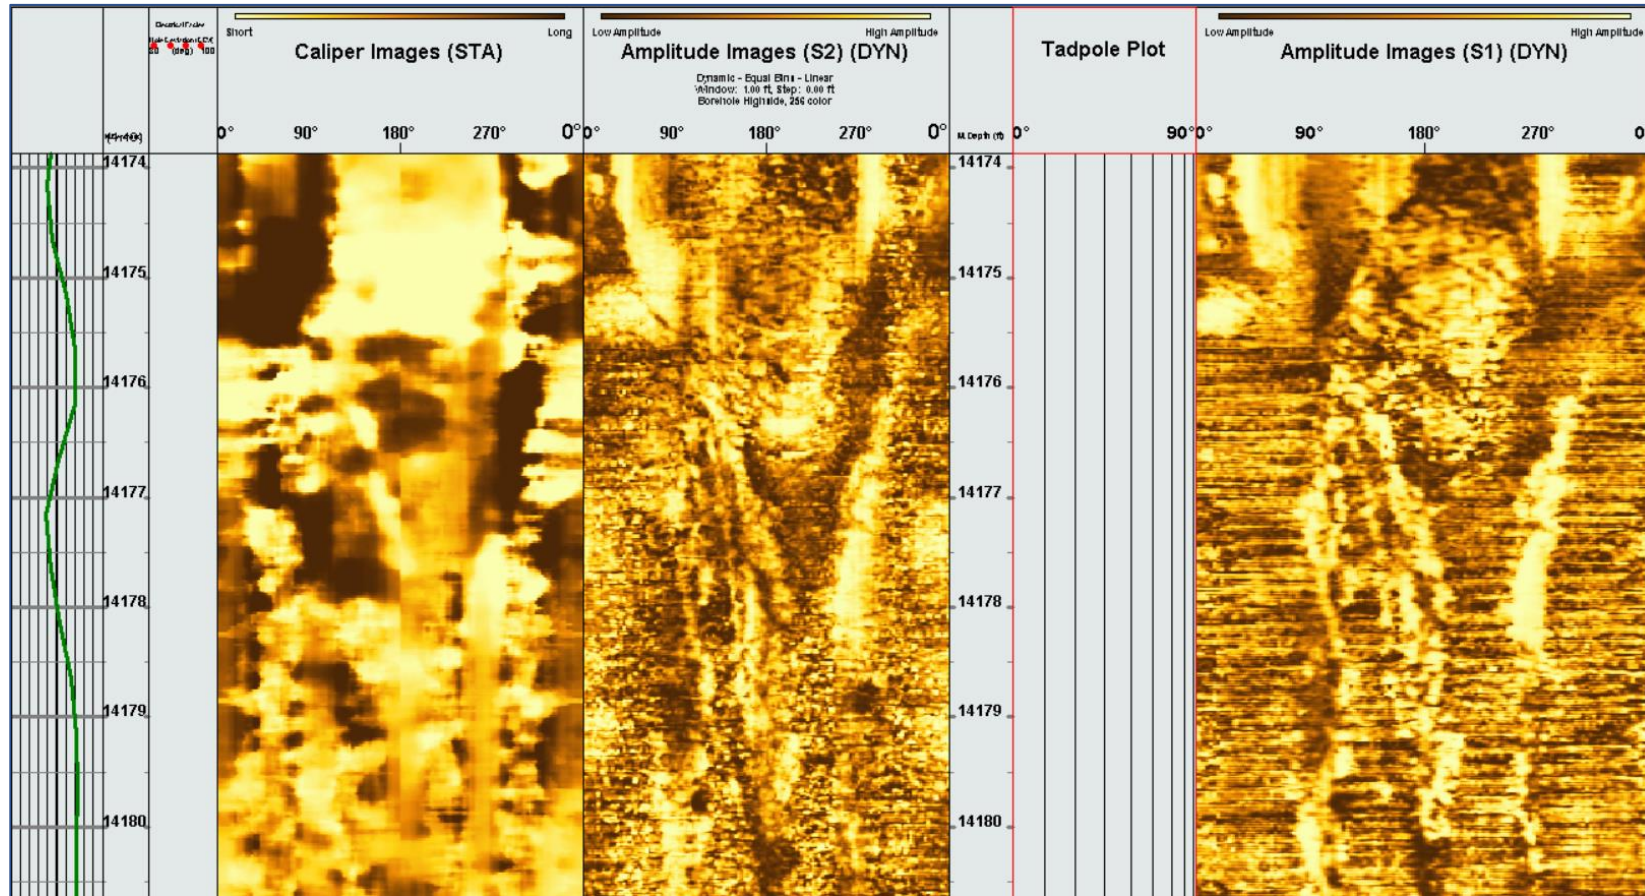 Short
Long
Caliper Images (STA)
0°
90°
180°
270°
0°
Low Amplitude
High Amplitude
Amplitude Images (S2) (DYN)
Dynamic - Equal Bins - Linear
Window: 1.00 ft, Step: 0.00 ft
Borehole Highside, 256 color
0°
90°
180°
270°
0°
M. Depth (ft)
Tadpole Plot
0°
90°
Low Amplitude
High Amplitude
Amplitude Images (S1) (DYN)
0°
90°
180°
270°
0
14174
14174
14175
14175
14176
14176
14177
14177
14178
14178
14179
14179
14180
14180